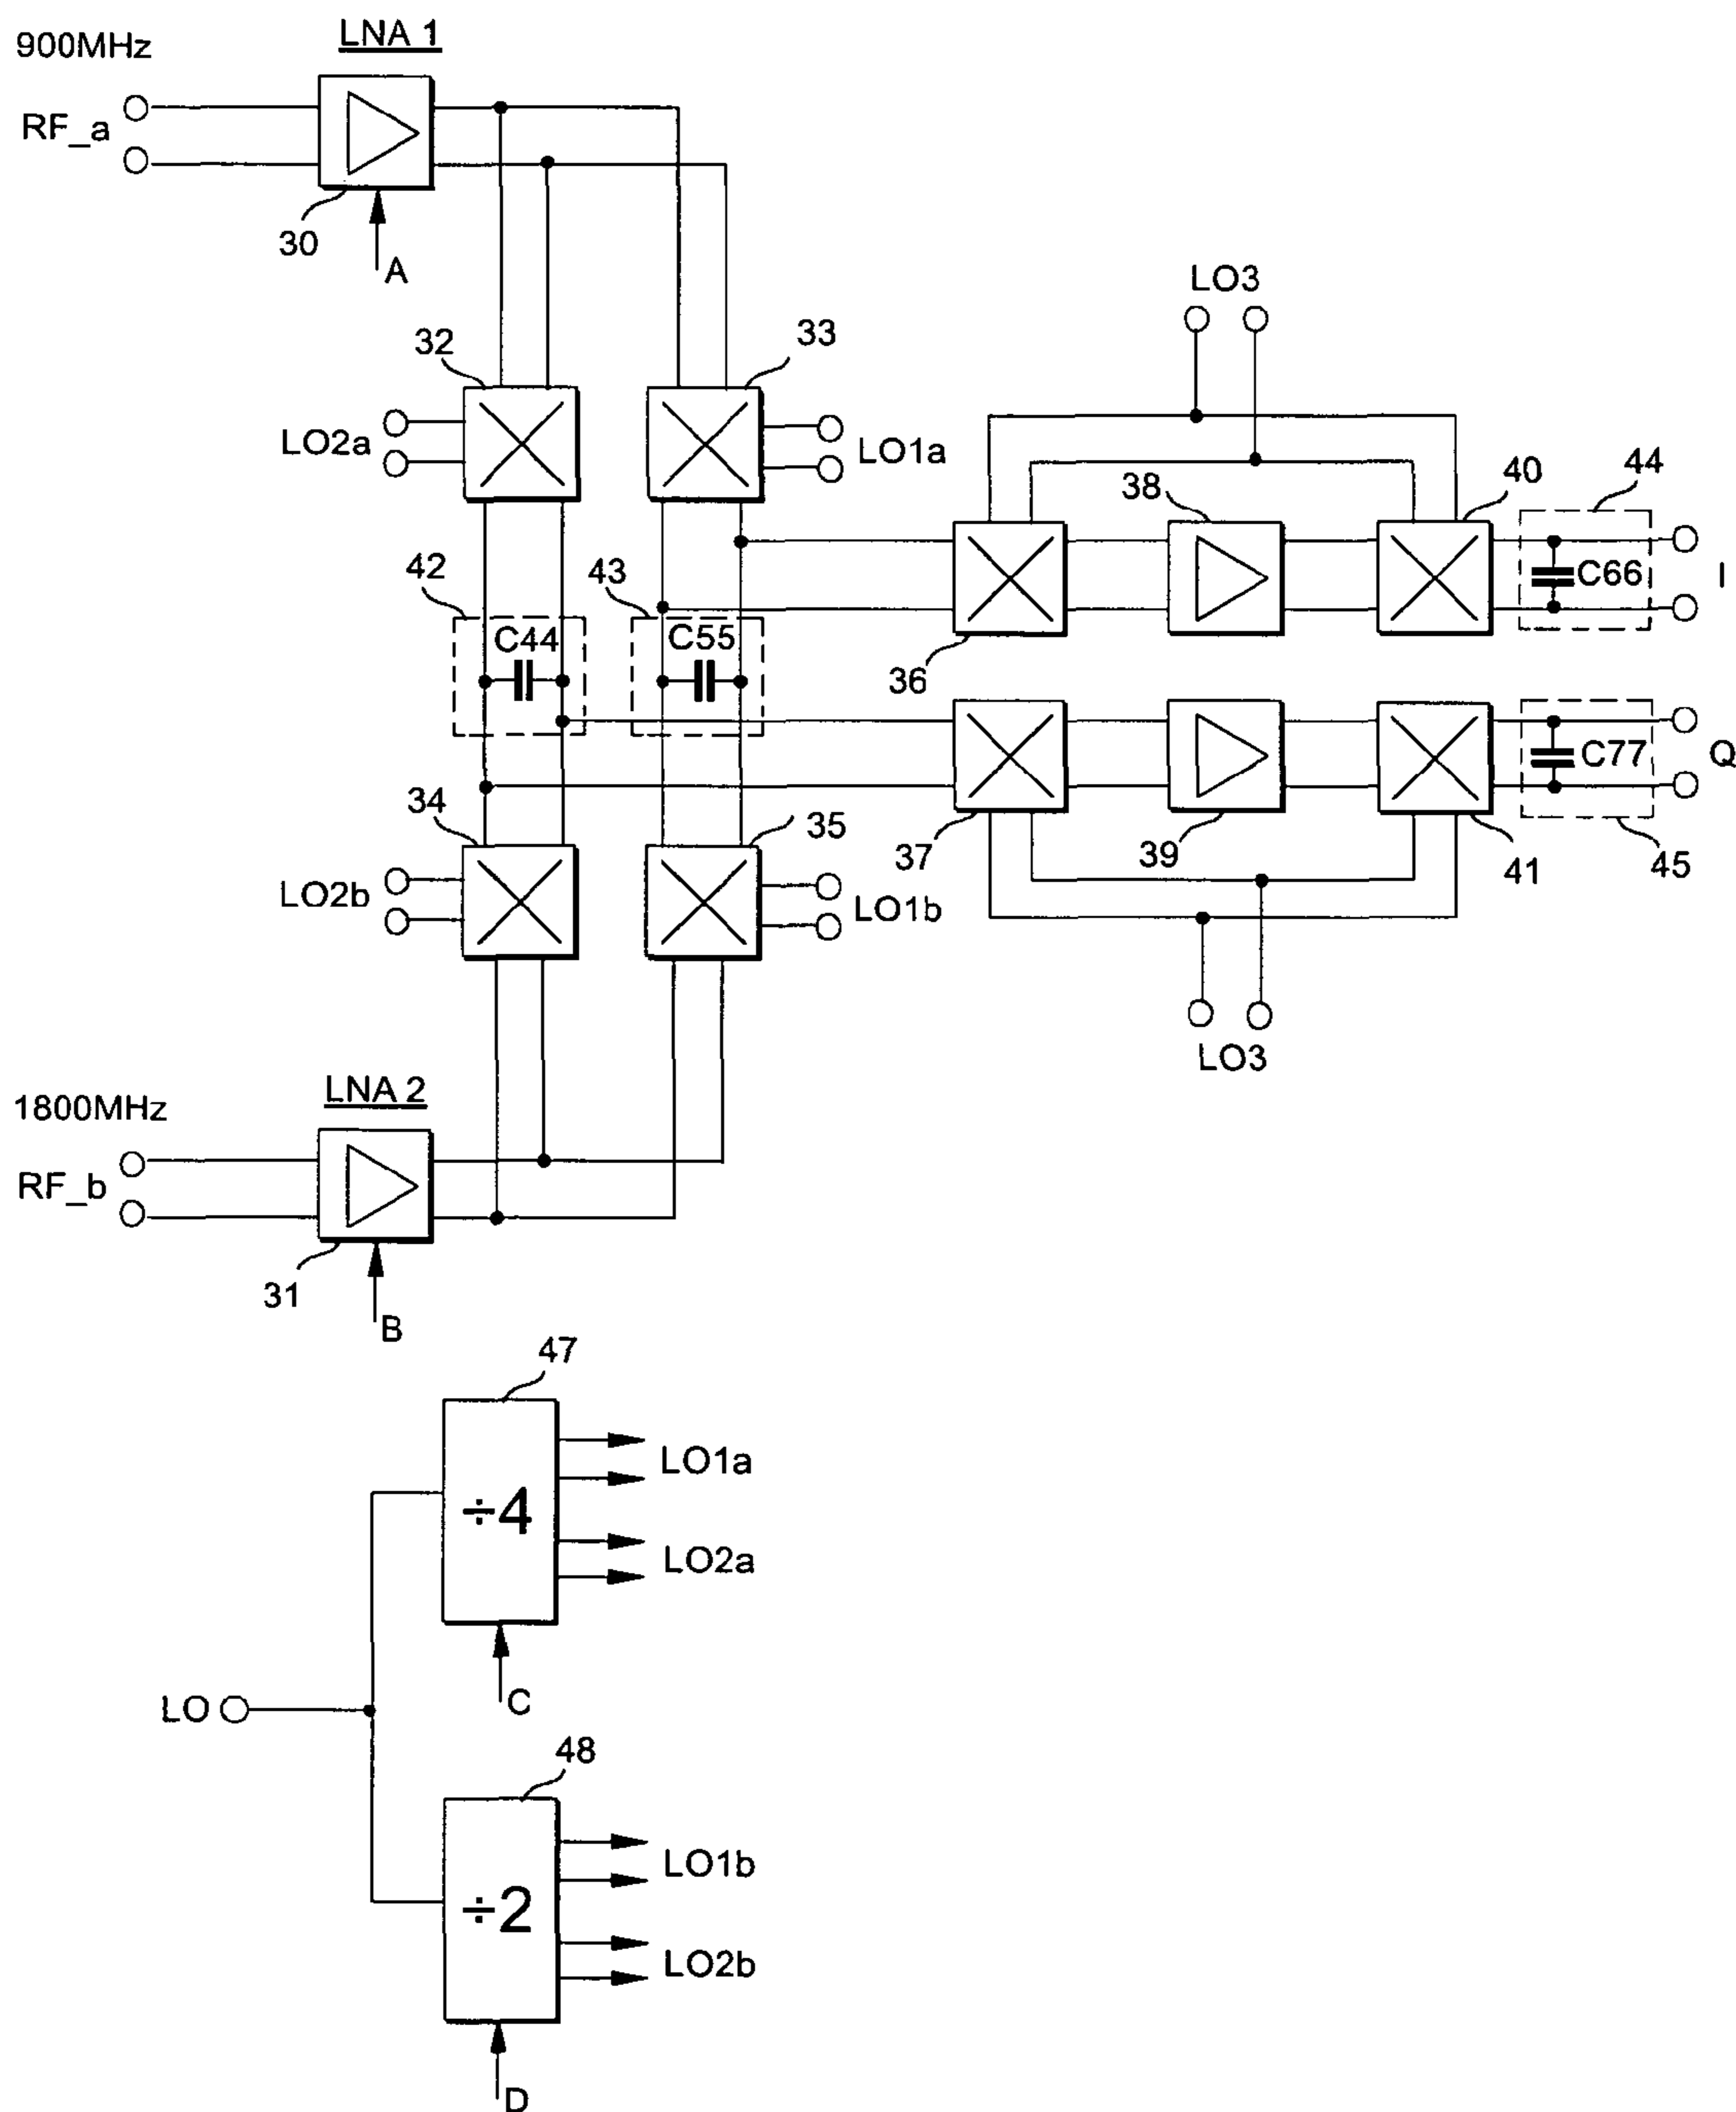 900MHz
LNA 1
RF_a
30
A
LO3
32
33
LO2a
LO1a
38
40
44
42
43
C66
I
C44
C55
36
34
35
37
39
C77
Q
41
45
LO2b
LO1b
LO3
1800MHz
LNA 2
RF_b
31
B
47
÷4
LO1a
LO2a
C
LO
48
÷2
LO1b
LO2b
D